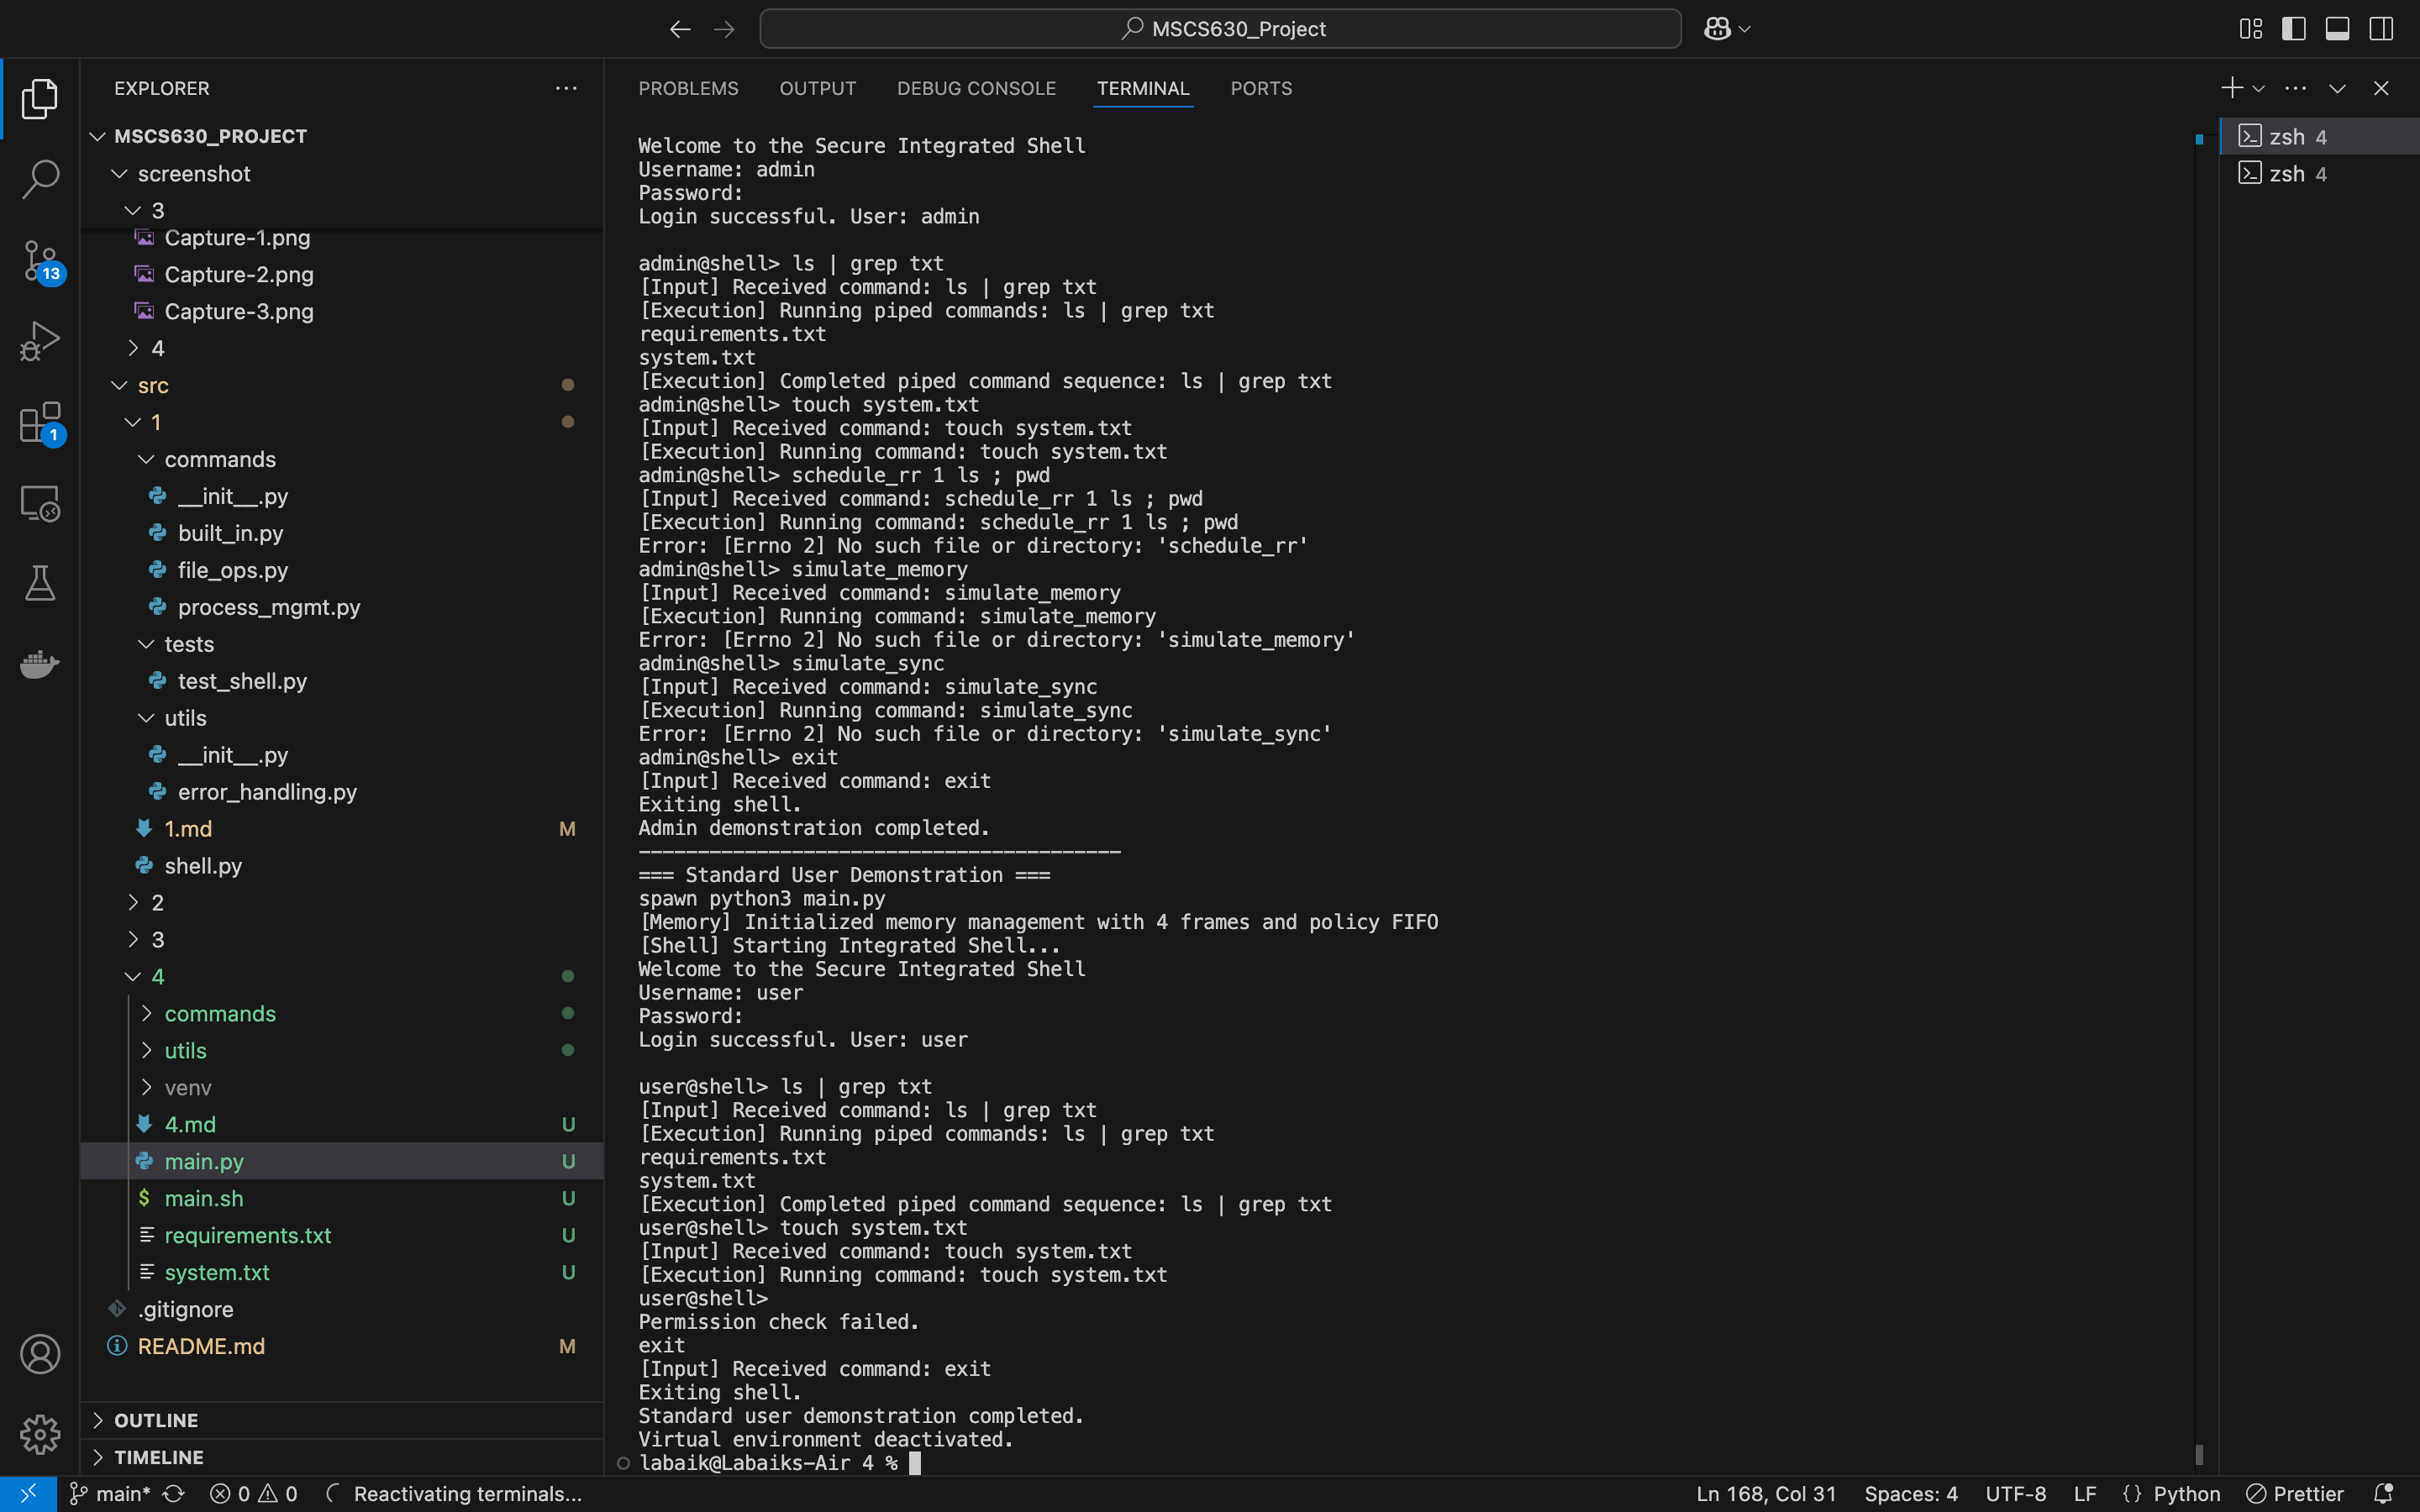 MSCS630_Project
EXPLORER
MSCS630_PROJECT
screenshot
3
Capture-1.png
Capture-2.png
Capture-3.png
4
src
1
commands
__init__.py
built_in.py
file_ops.py
process_mgmt.py
tests
test_shell.py
utils
__init__.py
error_handling.py
1.md M
shell.py
2
3
4
commands
utils
venv
4.md U
main.py U
main.sh U
requirements.txt U
system.txt U
.gitignore
README.md M
OUTLINE
TIMELINE
13
1
PROBLEMS OUTPUT DEBUG CONSOLE TERMINAL PORTS
Welcome to the Secure Integrated Shell
Username: admin
Password:
Login successful. User: admin
admin@shell> ls | grep txt
[Input] Received command: ls | grep txt
[Execution] Running piped commands: ls | grep txt
requirements.txt
system.txt
[Execution] Completed piped command sequence: ls | grep txt
admin@shell> touch system.txt
[Input] Received command: touch system.txt
[Execution] Running command: touch system.txt
admin@shell> schedule_rr 1 ls ; pwd
[Input] Received command: schedule_rr 1 ls ; pwd
[Execution] Running command: schedule_rr 1 ls ; pwd
Error: [Errno 2] No such file or directory: 'schedule_rr'
admin@shell> simulate_memory
[Input] Received command: simulate_memory
[Execution] Running command: simulate_memory
Error: [Errno 2] No such file or directory: 'simulate_memory'
admin@shell> simulate_sync
[Input] Received command: simulate_sync
[Execution] Running command: simulate_sync
Error: [Errno 2] No such file or directory: 'simulate_sync'
admin@shell> exit
[Input] Received command: exit
Exiting shell.
Admin demonstration completed.
-----------------------------------------
=== Standard User Demonstration ===
spawn python3 main.py
[Memory] Initialized memory management with 4 frames and policy FIFO
[Shell] Starting Integrated Shell...
Welcome to the Secure Integrated Shell
Username: user
Password:
Login successful. User: user
user@shell> ls | grep txt
[Input] Received command: ls | grep txt
[Execution] Running piped commands: ls | grep txt
requirements.txt
system.txt
[Execution] Completed piped command sequence: ls | grep txt
user@shell> touch system.txt
[Input] Received command: touch system.txt
[Execution] Running command: touch system.txt
user@shell>
Permission check failed.
exit
[Input] Received command: exit
Exiting shell.
Standard user demonstration completed.
Virtual environment deactivated.
labaik@Labaiks-Air 4 %
zsh 4
zsh 4
main* 0 0 Reactivating terminals... Ln 168, Col 31 Spaces: 4 UTF-8 LF {} Python Prettier